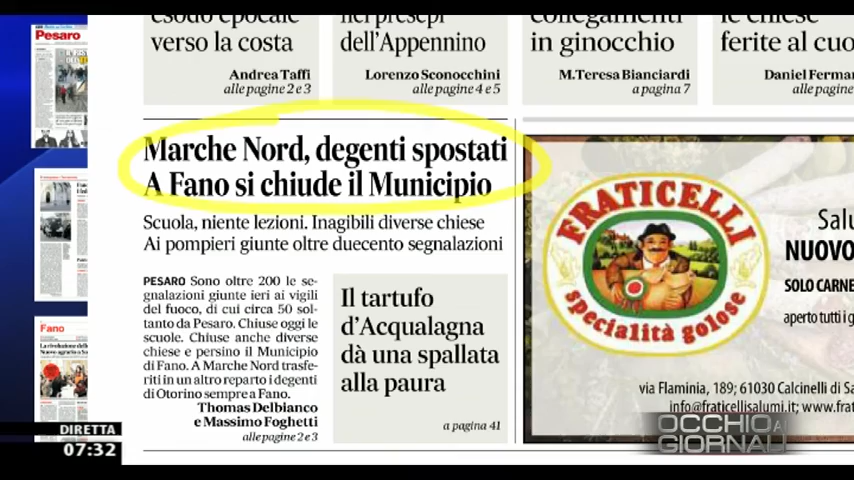 Pesaro
Fano
esodo epocale
verso la costa
Andrea Taffi
alle pagine 2 e 3
nei presepi
dell'Appennino
Lorenzo Sconocchini
alle pagine 4 e 5
collegamenti
in ginocchio
M.Teresa Bianciardi
a pagina 7
le chiese
ferite al cuo
Daniel Ferman
alle pagine
Marche Nord, degenti spostati
A Fano si chiude il Municipio
Scuola, niente lezioni. Inagibili diverse chiese
Ai pompieri giunte oltre duecento segnalazioni
PESARO Sono oltre 200 le se-
gnalazioni giunte ieri ai vigili
del fuoco, di cui circa 50 sol-
tanto da Pesaro. Chiuse oggi le
scuole. Chiuse anche diverse
chiese e persino il Municipio
di Fano. A Marche Nord trasfe-
riti in un altro reparto i degenti
di Otorino sempre a Fano.
Thomas Delbianco
e Massimo Foghetti
alle pagine 2 e 3
Il tartufo
d'Acqualagna
dà una spallata
alla paura
a pagina 41
FRATICELLI
specialità golose
Salu
NUOVO
SOLO CARNE
aperto tutti i g
via Flaminia, 189; 61030 Calcinelli di Sa
info@fraticellisalumi.it; www.frat
DIRETTA
07:32
OCCHIO AI
GIORNALI